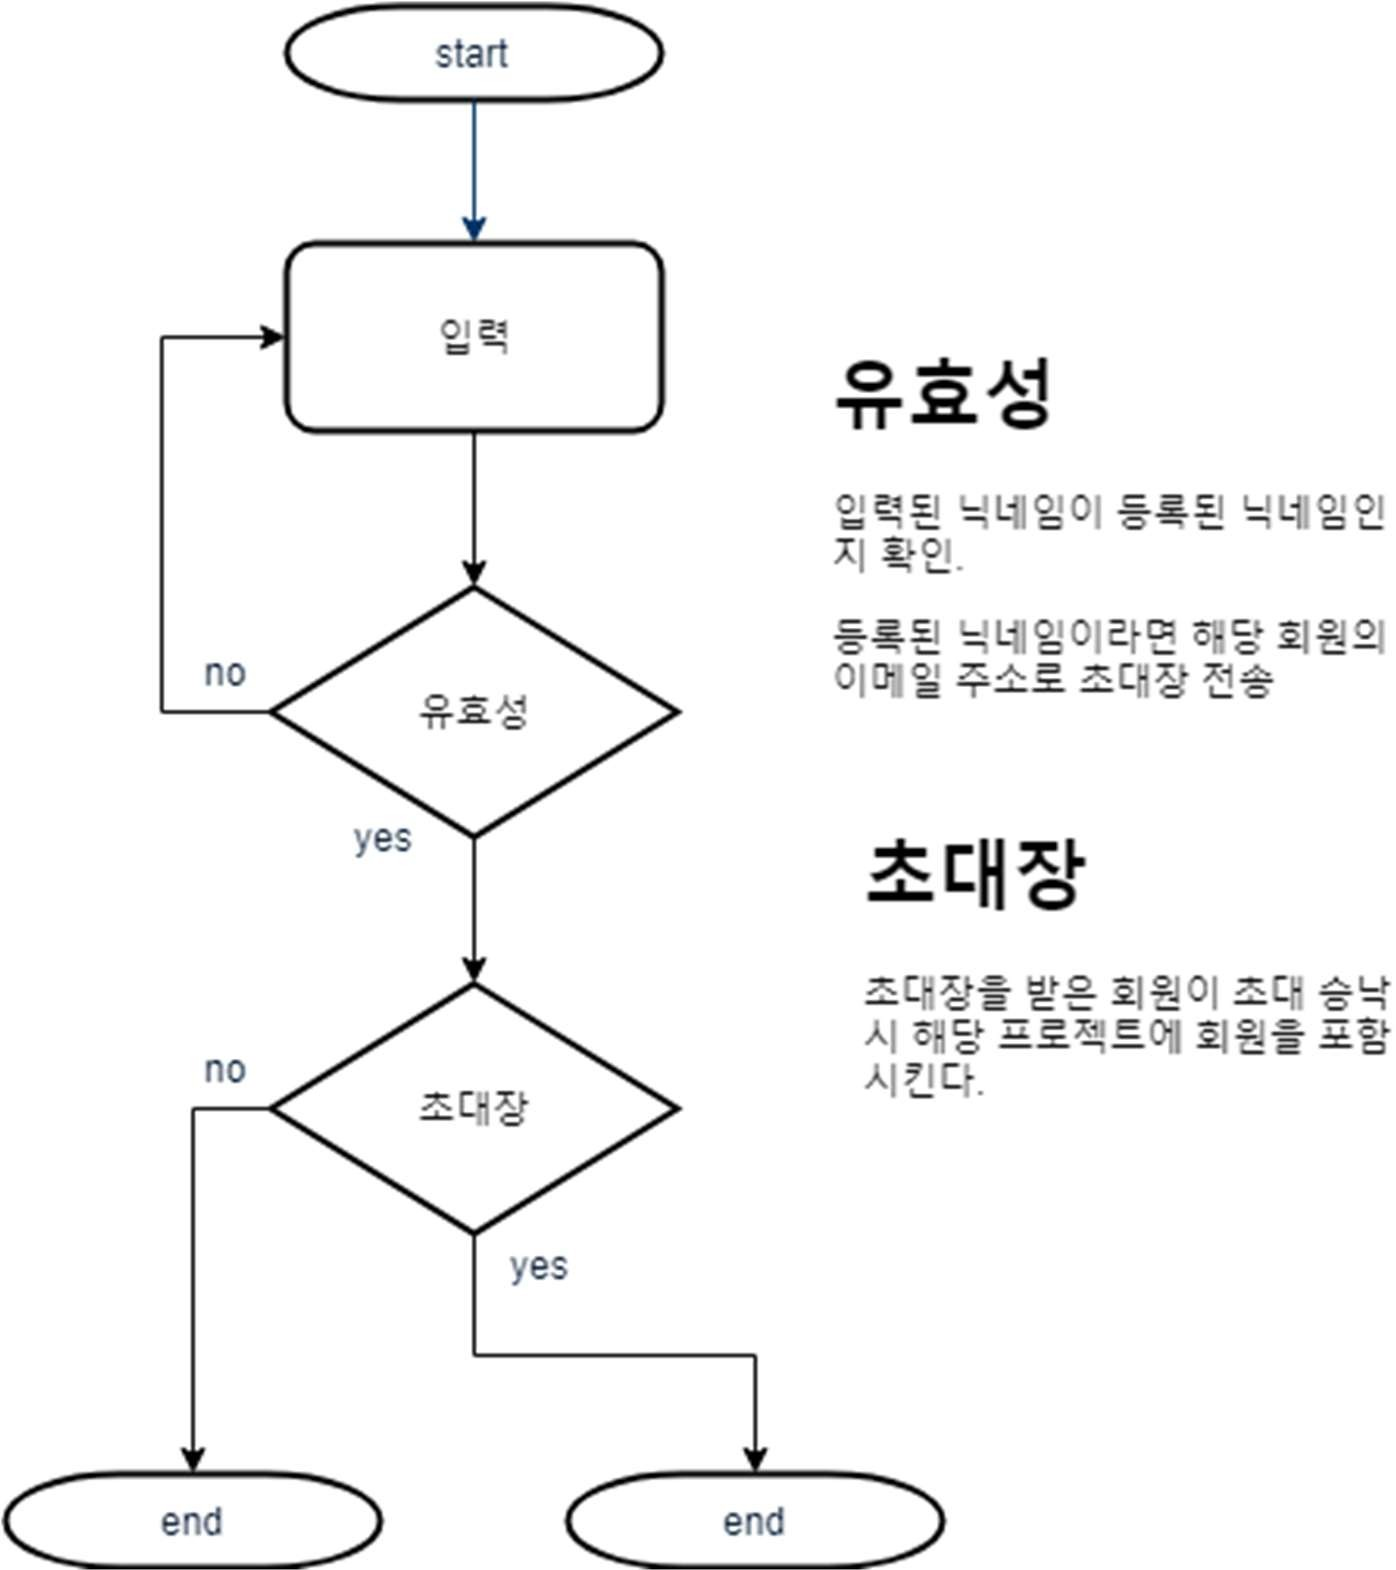 start
입력
유효성
입력된 닉네임이 등록된 닉네임인
지 확인.
등록된 닉네임이라면 해당 회원의
이메일 주소로 초대장 전송
no
유효성
yes
초대장
초대장을 받은 회원이 초대 승낙
시 해당 프로젝트에 회원을 포함
시킨다.
no
초대장
yes
end
end